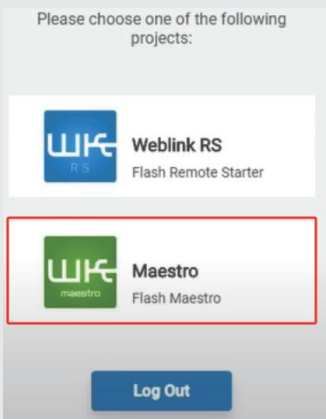 Please choose one of the following
projects:
WK
RS
Weblink RS
Flash Remote Starter
WK
maestro
Maestro
Flash Maestro
Log Out